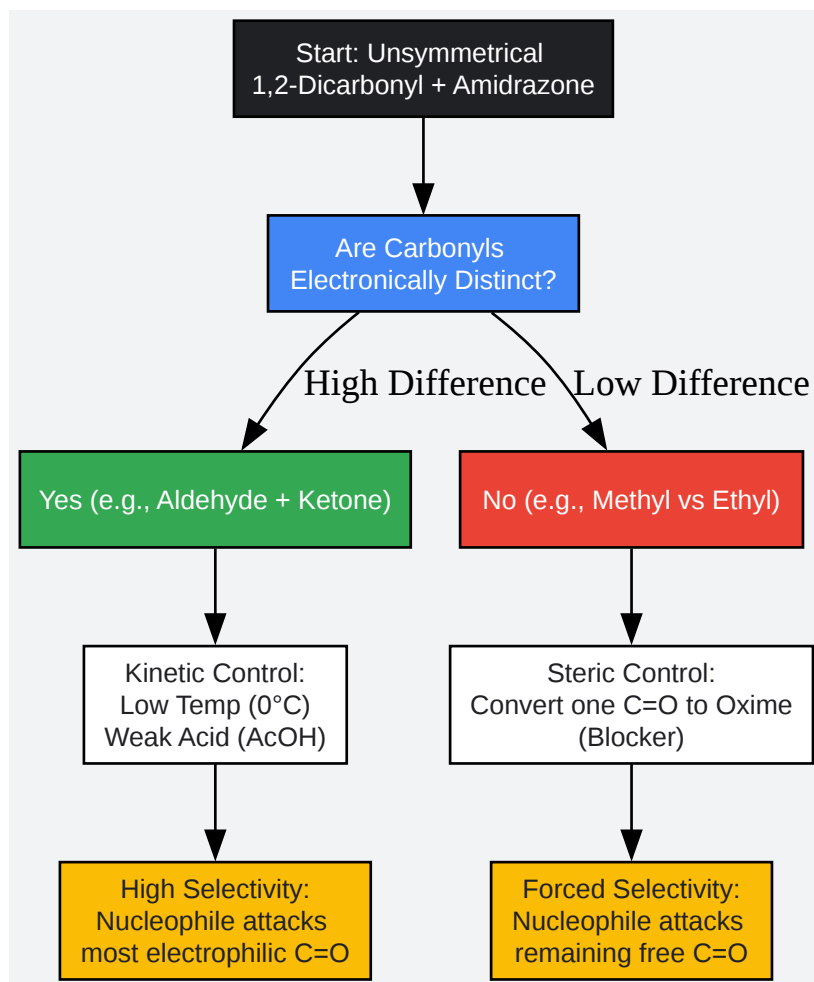 Start: Unsymmetrical
1,2-Dicarbonyl + Amidrazone
Are Carbonyls
Electronically Distinct?
High Difference
Low Difference
Yes (e.g., Aldehyde + Ketone)
No (e.g., Methyl vs Ethyl)
Kinetic Control:
Low Temp (0°C)
Weak Acid (AcOH)
Steric Control:
Convert one C=O to Oxime
(Blocker)
High Selectivity:
Nucleophile attacks
most electrophilic C=O
Forced Selectivity:
Nucleophile attacks
remaining free C=O